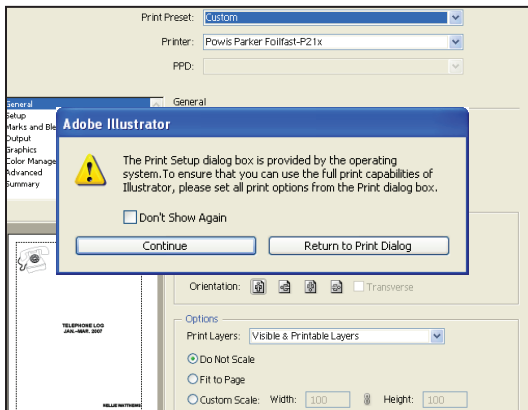 Print Preset: Custom
Printer: Powis Parker Foilfast-P21x
PPD:
General
General
Setup
Marks and Ble
Output
Graphics
Color Manage
Advanced
Summary
Adobe Illustrator
The Print Setup dialog box is provided by the operating
system.To ensure that you can use the full print capabilities of
Illustrator, please set all print options from the Print dialog box.
Don't Show Again
Continue
Return to Print Dialog
Orientation:
Transverse
TELEPHONE LOG
JAN.-MAR. 2007
NELLIE MATTHEWS
Options
Print Layers: Visible & Printable Layers
Do Not Scale
Fit to Page
Custom Scale: Width: 100 Height: 100